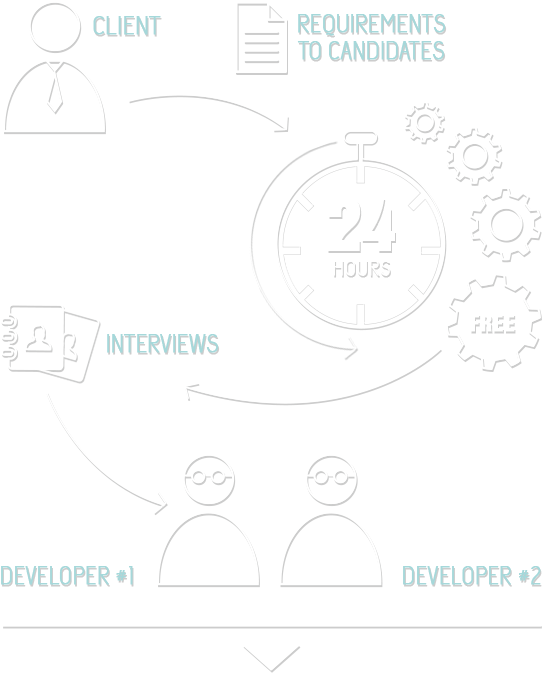 CLIENT
REQUIREMENTS
TO CANDIDATES
24
HOURS
FREE
INTERVIEWS
DEVELOPER #1
DEVELOPER #2